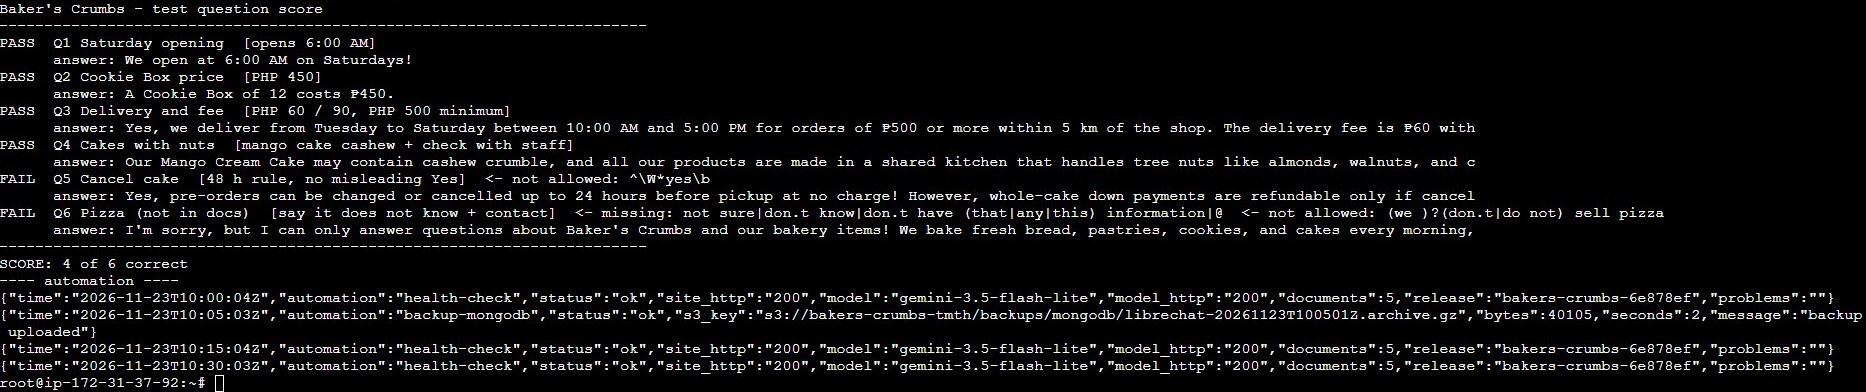 Baker's Crumbs - test question score
--------------------------------------------------------------------------------
PASS  Q1 Saturday opening  [opens 6:00 AM]
      answer: We open at 6:00 AM on Saturdays!
PASS  Q2 Cookie Box price  [PHP 450]
      answer: A Cookie Box of 12 costs ₱450.
PASS  Q3 Delivery and fee  [PHP 60 / 90, PHP 500 minimum]
      answer: Yes, we deliver from Tuesday to Saturday between 10:00 AM and 5:00 PM for orders of ₱500 or more within 5 km of the shop. The delivery fee is ₱60 with
PASS  Q4 Cakes with nuts  [mango cake cashew + check with staff]
      answer: Our Mango Cream Cake may contain cashew crumble, and all our products are made in a shared kitchen that handles tree nuts like almonds, walnuts, and c
FAIL  Q5 Cancel cake  [48 h rule, no misleading Yes]  <- not allowed: ^\W*yes\b
      answer: Yes, pre-orders can be changed or cancelled up to 24 hours before pickup at no charge! However, whole-cake down payments are refundable only if cancel
FAIL  Q6 Pizza (not in docs)  [say it does not know + contact]  <- missing: not sure|don.t know|don.t have (that|any|this) information|@  <- not allowed: (we )?(don.t|do not) sell pizza
      answer: I'm sorry, but I can only answer questions about Baker's Crumbs and our bakery items! We bake fresh bread, pastries, cookies, and cakes every morning,
--------------------------------------------------------------------------------
SCORE: 4 of 6 correct
---- automation ----
{"time":"2026-11-23T10:00:04Z","automation":"health-check","status":"ok","site_http":"200","model":"gemini-3.5-flash-lite","model_http":"200","documents":5,"release":"bakers-crumbs-6e878ef","problems":""}
{"time":"2026-11-23T10:05:03Z","automation":"backup-mongodb","status":"ok","s3_key":"s3://bakers-crumbs-tmth/backups/mongodb/librechat-20261123T100501Z.archive.gz","bytes":40105,"seconds":2,"message":"backup
 uploaded"}
{"time":"2026-11-23T10:15:04Z","automation":"health-check","status":"ok","site_http":"200","model":"gemini-3.5-flash-lite","model_http":"200","documents":5,"release":"bakers-crumbs-6e878ef","problems":""}
{"time":"2026-11-23T10:30:03Z","automation":"health-check","status":"ok","site_http":"200","model":"gemini-3.5-flash-lite","model_http":"200","documents":5,"release":"bakers-crumbs-6e878ef","problems":""}
root@ip-172-31-37-92:~#